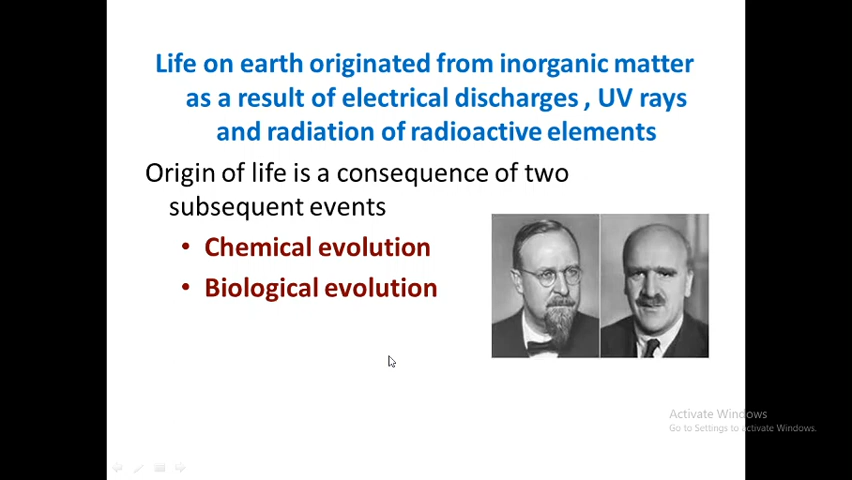 Life on earth originated from inorganic matter
as a result of electrical discharges , UV rays
and radiation of radioactive elements
Origin of life is a consequence of two
subsequent events
• Chemical evolution
• Biological evolution
Activate Windows
Go to Settings to activate Windows.